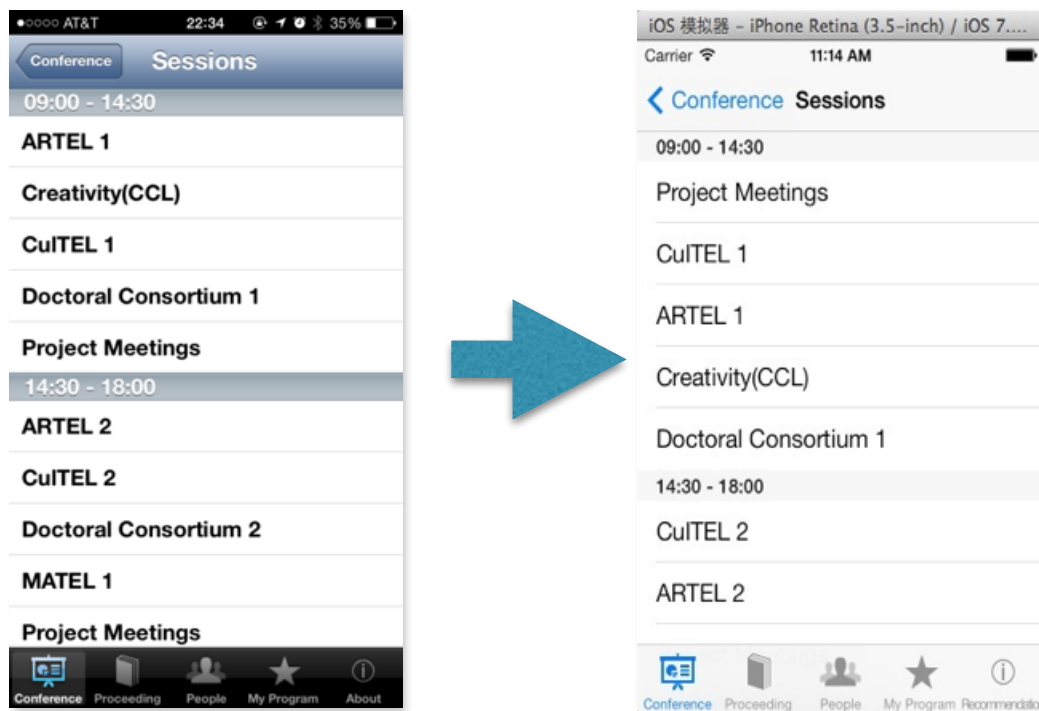 ●○○○○ AT&T 22:34 35%
Conference Sessions
09:00 - 14:30
ARTEL 1
Creativity(CCL)
CulTEL 1
Doctoral Consortium 1
Project Meetings
14:30 - 18:00
ARTEL 2
CulTEL 2
Doctoral Consortium 2
MATEL 1
Project Meetings
Conference Proceeding People My Program About
iOS 模拟器 – iPhone Retina (3.5–inch) / iOS 7....
Carrier 11:14 AM
Conference Sessions
09:00 - 14:30
Project Meetings
CulTEL 1
ARTEL 1
Creativity(CCL)
Doctoral Consortium 1
14:30 - 18:00
CulTEL 2
ARTEL 2
Conference Proceeding People My Program Recommendatio